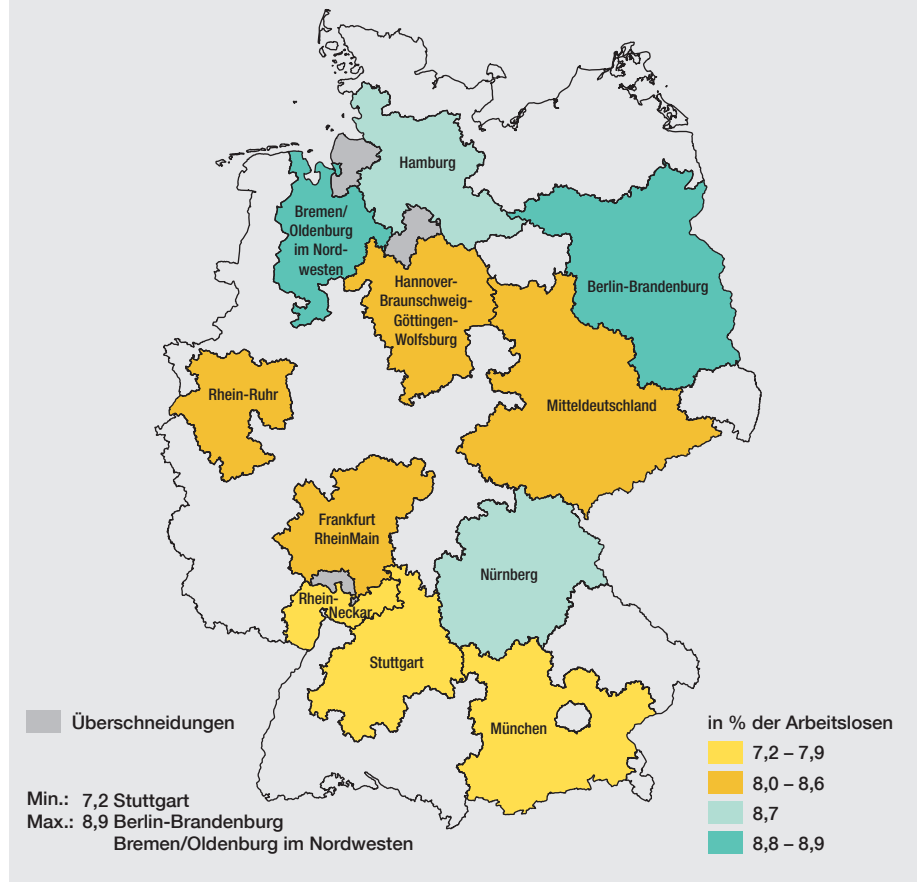 Hamburg
Bremen/
Oldenburg
im Nord-
westen
Hannover-
Braunschweig-
Göttingen-
Wolfsburg
Berlin-Brandenburg
Rhein-Ruhr
Mitteldeutschland
Frankfurt
RheinMain
Nürnberg
Rhein-
Neckar
Stuttgart
München
Überschneidungen
Min.: 7,2 Stuttgart
Max.: 8,9 Berlin-Brandenburg
Bremen/Oldenburg im Nordwesten
in % der Arbeitslosen
7,2 – 7,9
8,0 – 8,6
8,7
8,8 – 8,9